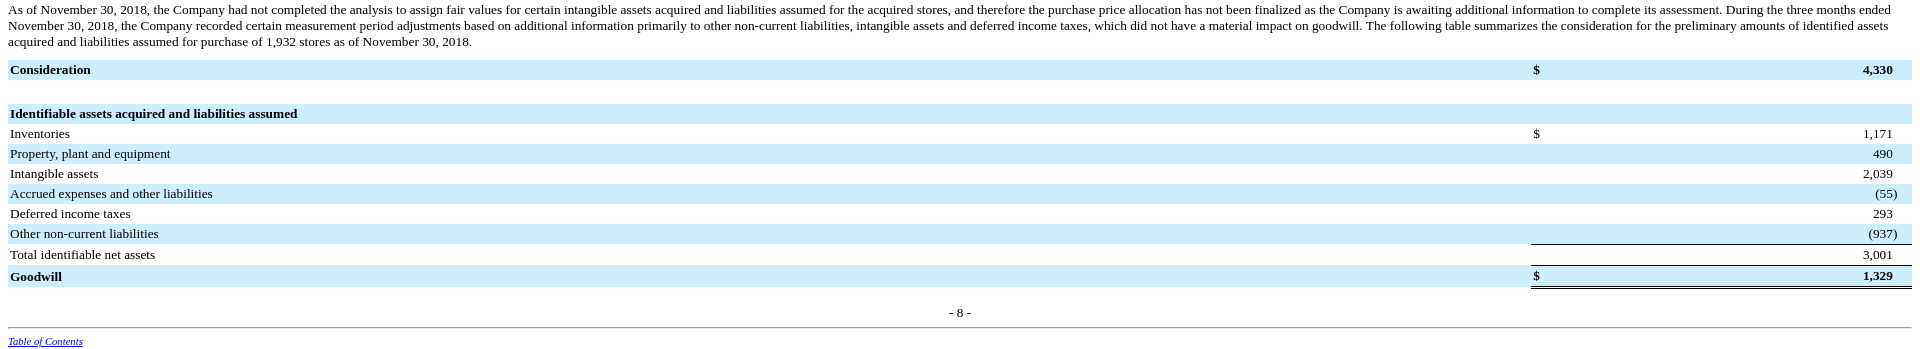 As of November 30, 2018, the Company had not completed the analysis to assign fair values for certain intangible assets acquired and liabilities assumed for the acquired stores, and therefore the purchase price allocation has not been finalized as the Company is awaiting additional information to complete its assessment. During the three months ended
November 30, 2018, the Company recorded certain measurement period adjustments based on additional information primarily to other non-current liabilities, intangible assets and deferred income taxes, which did not have a material impact on goodwill. The following table summarizes the consideration for the preliminary amounts of identified assets
acquired and liabilities assumed for purchase of 1,932 stores as of November 30, 2018.
Consideration $ 4,330
Identifiable assets acquired and liabilities assumed
Inventories $ 1,171
Property, plant and equipment 490
Intangible assets 2,039
Accrued expenses and other liabilities (55)
Deferred income taxes 293
Other non-current liabilities (937)
Total identifiable net assets 3,001
Goodwill $ 1,329
- 8 -
Table of Contents